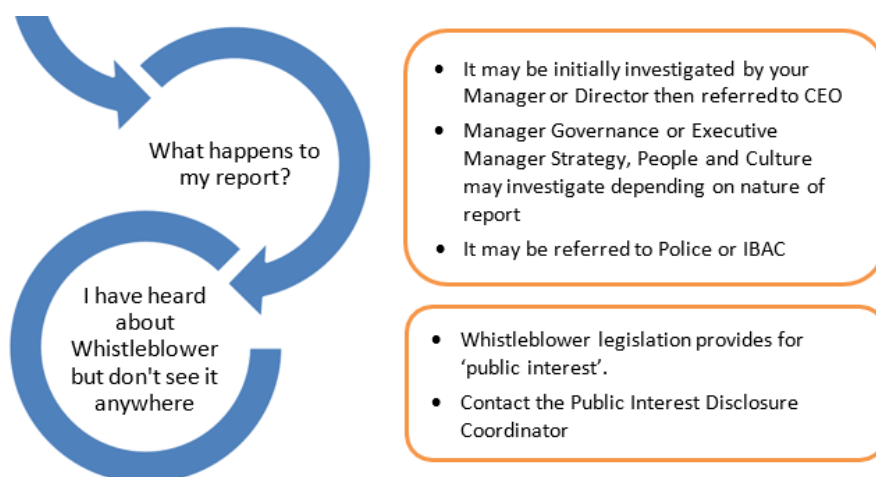 What happens to
my report?
• It may be initially investigated by your
Manager or Director then referred to CEO
• Manager Governance or Executive
Manager Strategy, People and Culture
may investigate depending on nature of
report
• It may be referred to Police or IBAC
I have heard
about
Whistleblower
but don't see it
anywhere
• Whistleblower legislation provides for
‘public interest’.
• Contact the Public Interest Disclosure
Coordinator